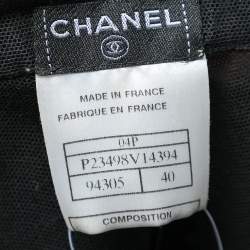 CHANEL
MADE IN FRANCE
FABRIQUE EN FRANCE
04P
P23498V14394
94305 40
COMPOSITION